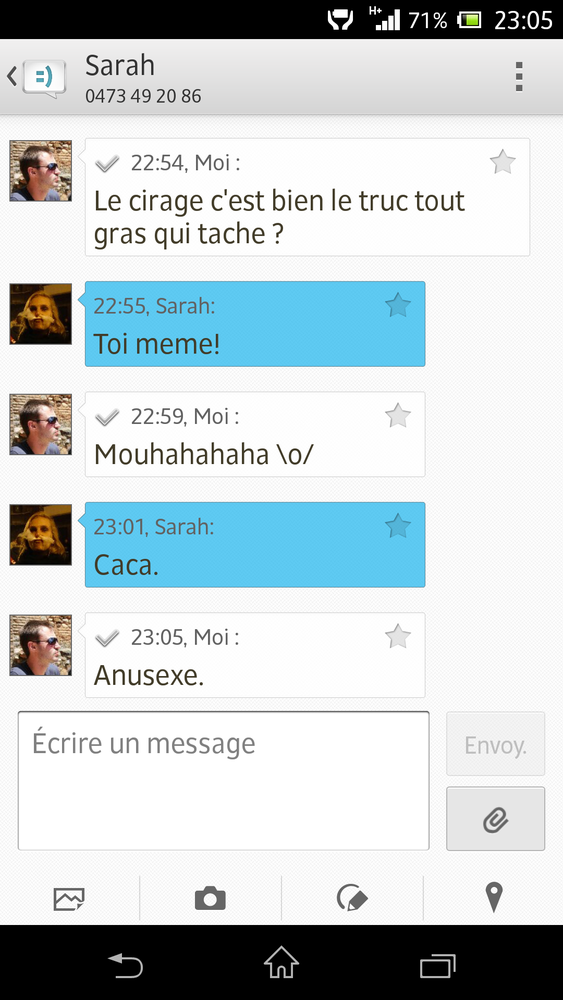 H+ 71% 23:05
=) Sarah
0473 49 20 86
22:54, Moi :
Le cirage c'est bien le truc tout
gras qui tache ?
22:55, Sarah:
Toi meme!
22:59, Moi :
Mouhahahaha \o/
23:01, Sarah:
Caca.
23:05, Moi :
Anusexe.
Écrire un message
Envoy.